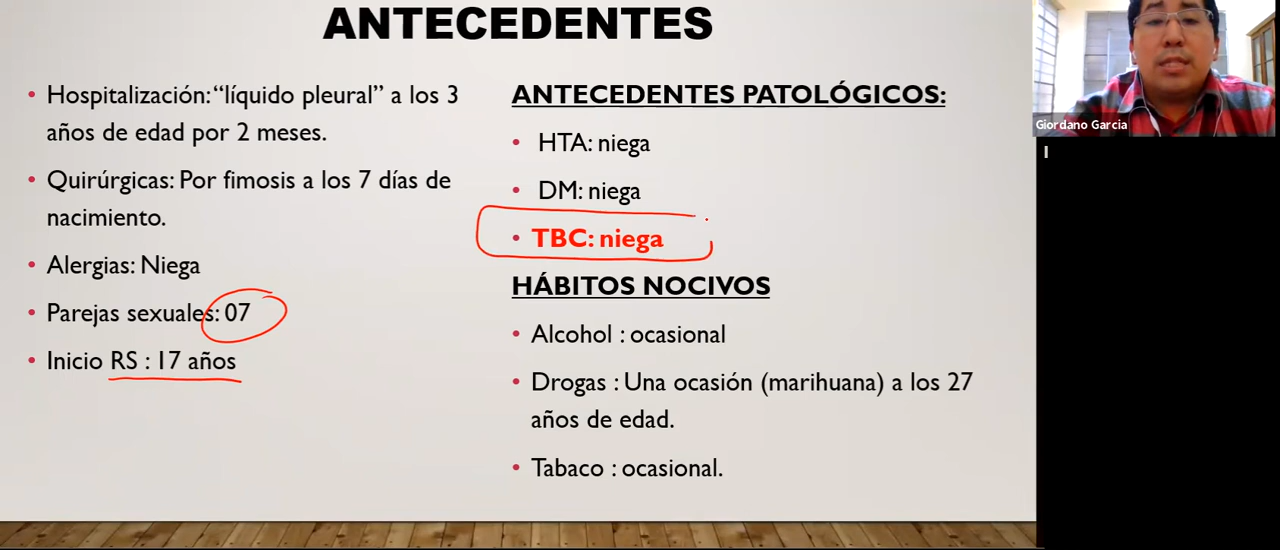 ANTECEDENTES
• Hospitalización: “líquido pleural” a los 3
años de edad por 2 meses.
• Quirúrgicas: Por fimosis a los 7 días de
nacimiento.
• Alergias: Niega
• Parejas sexuales: 07
• Inicio RS : 17 años
ANTECEDENTES PATOLÓGICOS:
• HTA: niega
• DM: niega
• TBC: niega
HÁBITOS NOCIVOS
• Alcohol : ocasional
• Drogas : Una ocasión (marihuana) a los 27
años de edad.
• Tabaco : ocasional.
Giordano Garcia